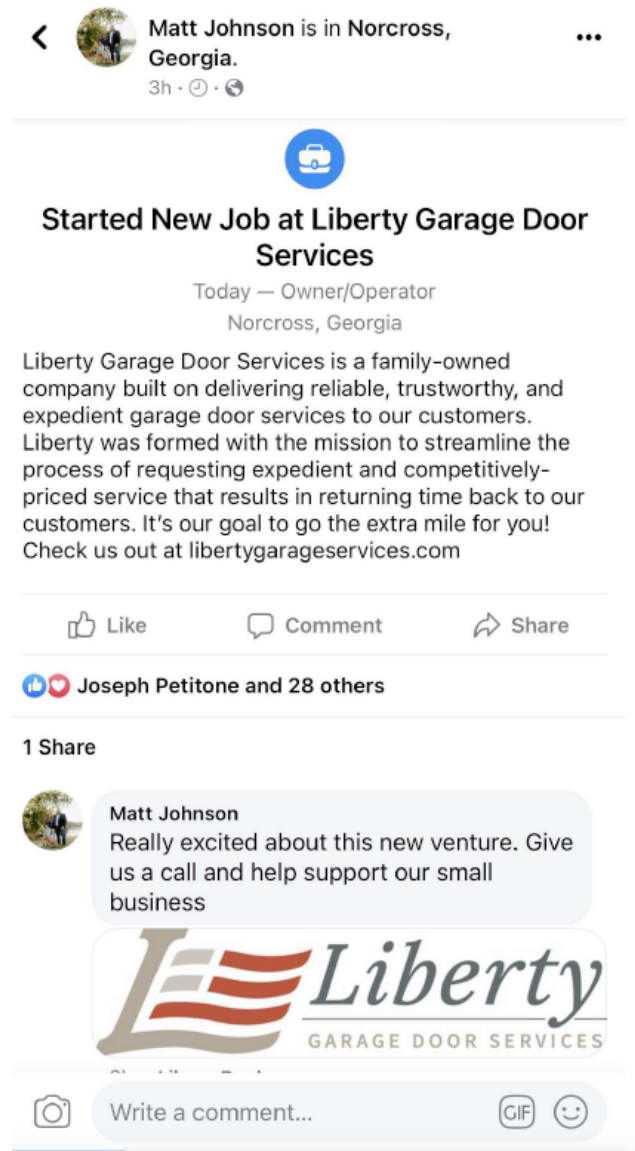 Matt Johnson is in Norcross,
Georgia.
3h
Started New Job at Liberty Garage Door
Services
Today — Owner/Operator
Norcross, Georgia
Liberty Garage Door Services is a family-owned
company built on delivering reliable, trustworthy, and
expedient garage door services to our customers.
Liberty was formed with the mission to streamline the
process of requesting expedient and competitively-
priced service that results in returning time back to our
customers. It's our goal to go the extra mile for you!
Check us out at libertygarageservices.com
Like Comment Share
Joseph Petitone and 28 others
1 Share
Matt Johnson
Really excited about this new venture. Give
us a call and help support our small
business
Liberty
GARAGE DOOR SERVICES
Write a comment...
GIF